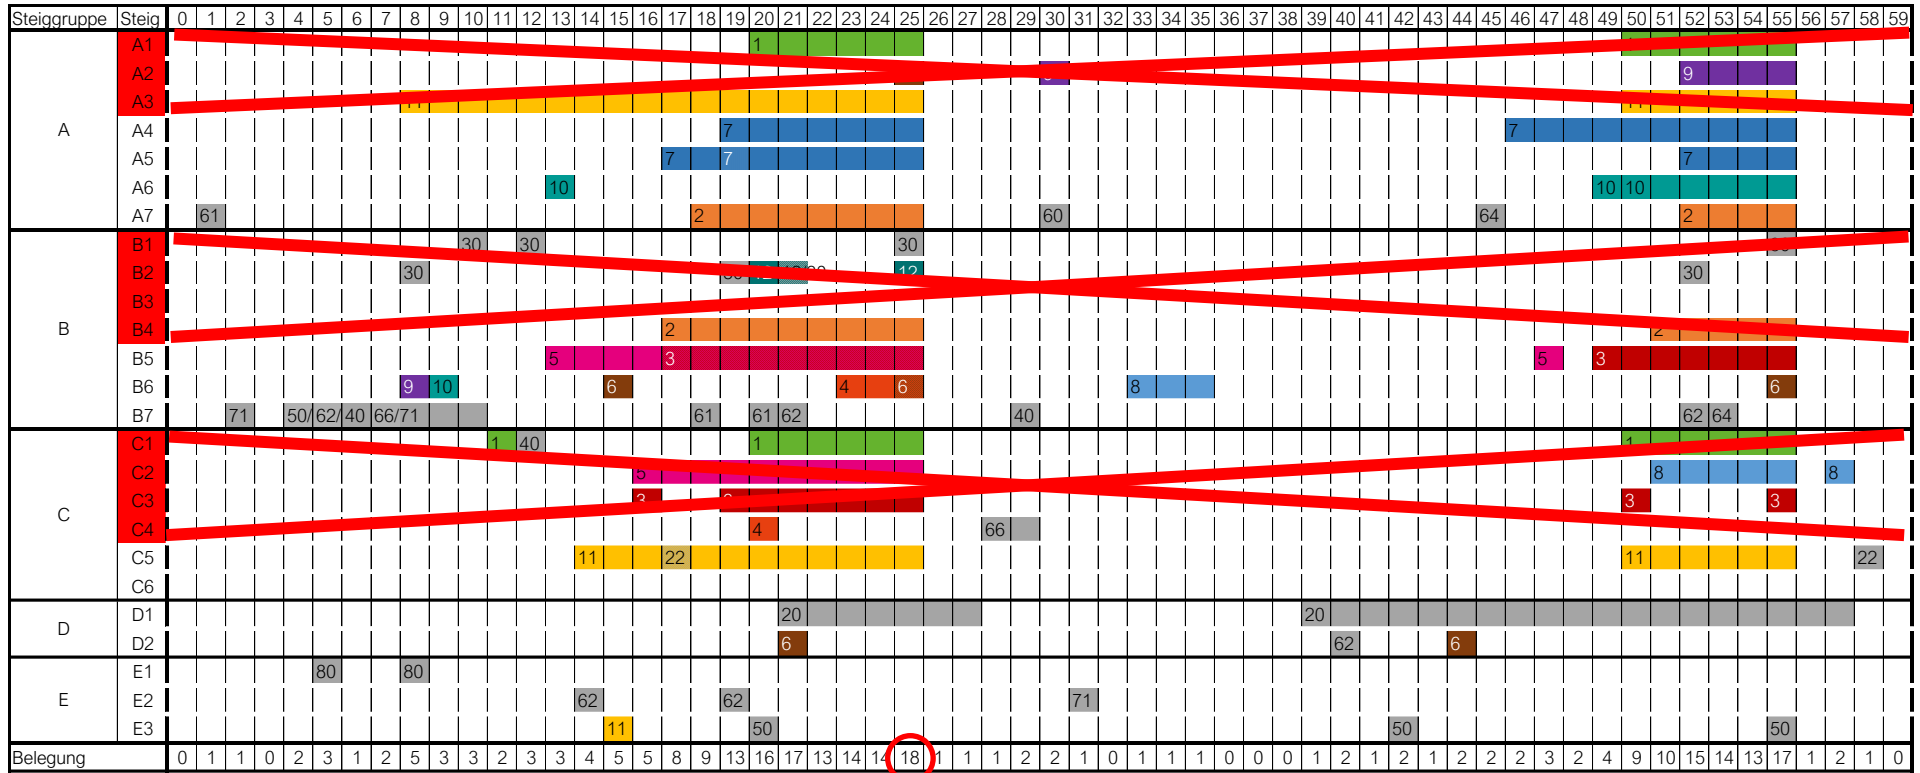 Steiggruppe Steig 0 1 2 3 4 5 6 7 8 9 10 11 12 13 14 15 16 17 18 19 20 21 22 23 24 25 26 27 28 29 30 31 32 33 34 35 36 37 38 39 40 41 42 43 44 45 46 47 48 49 50 51 52 53 54 55 56 57 58 59
A1 1
A2 9
A3
A A4 7 7
A5 7 7 7
A6 10 10 10
A7 61 2 60 64 2
B1 30 30 30
B2 30 12 30
B3
B B4 2 2
B5 5 3 5 3
B6 9 10 6 4 6 8 6
B7 71 50/ 62/ 40 66/71 61 61 62 40 62 64
C1 1 40 1 1
C2 5 8 8
C3 3 3 3
C C4 4 66
C5 11 22 11 22
C6
D D1 20 20
D2 6 62 6
E1 80 80
E E2 62 62 71
E3 11 50 50 50
Belegung 0 1 1 0 2 3 1 2 5 3 3 2 3 3 4 5 5 8 9 13 16 17 13 14 14 18 1 1 1 2 2 1 0 1 1 1 0 0 0 1 2 1 2 1 2 2 2 3 2 4 9 10 15 14 13 17 1 2 1 0